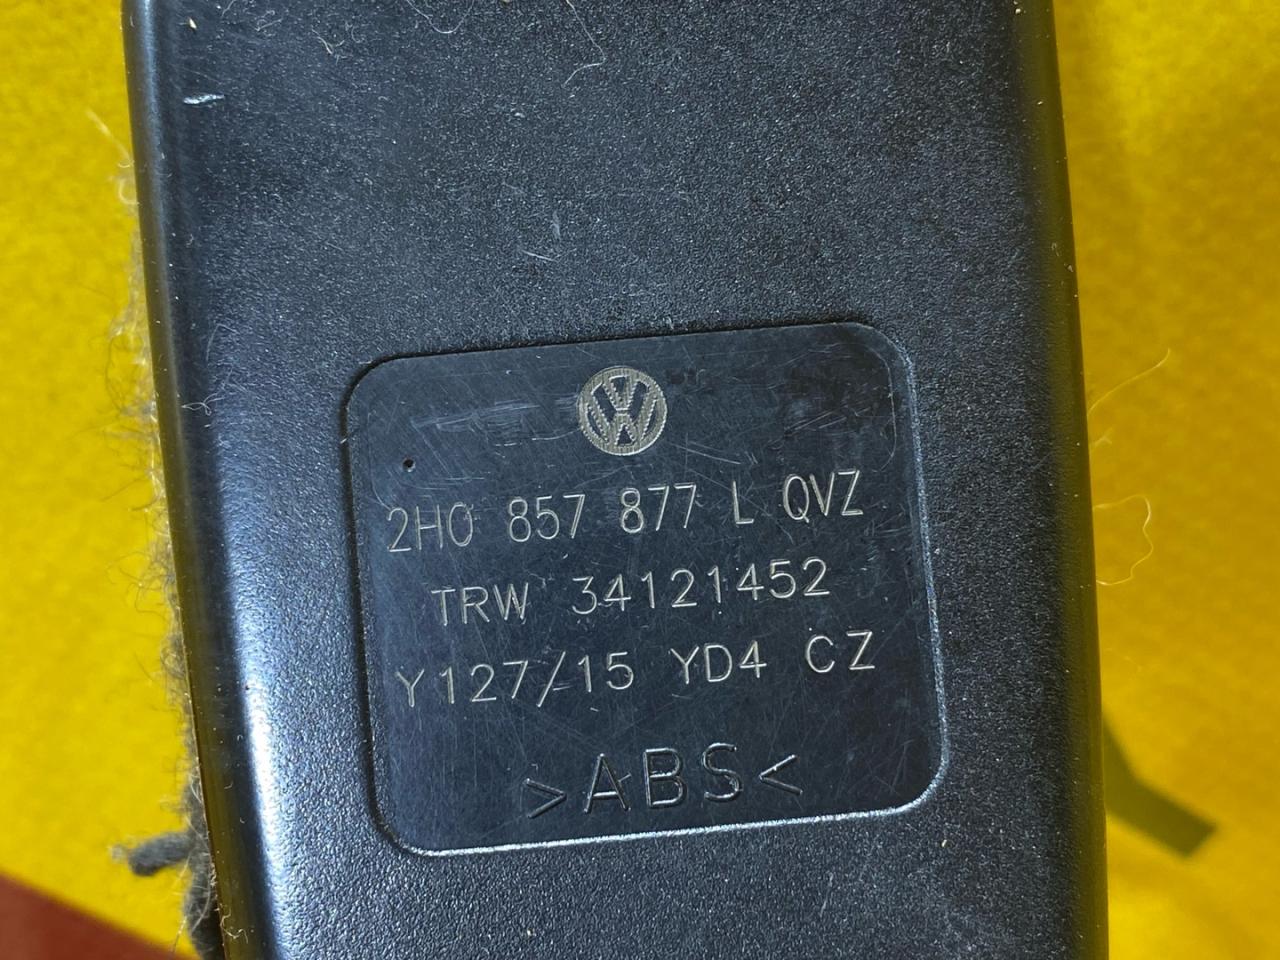 2H0 857 877 L QVZ
TRW 34121452
Y127/15 YD4 CZ
>ABS<